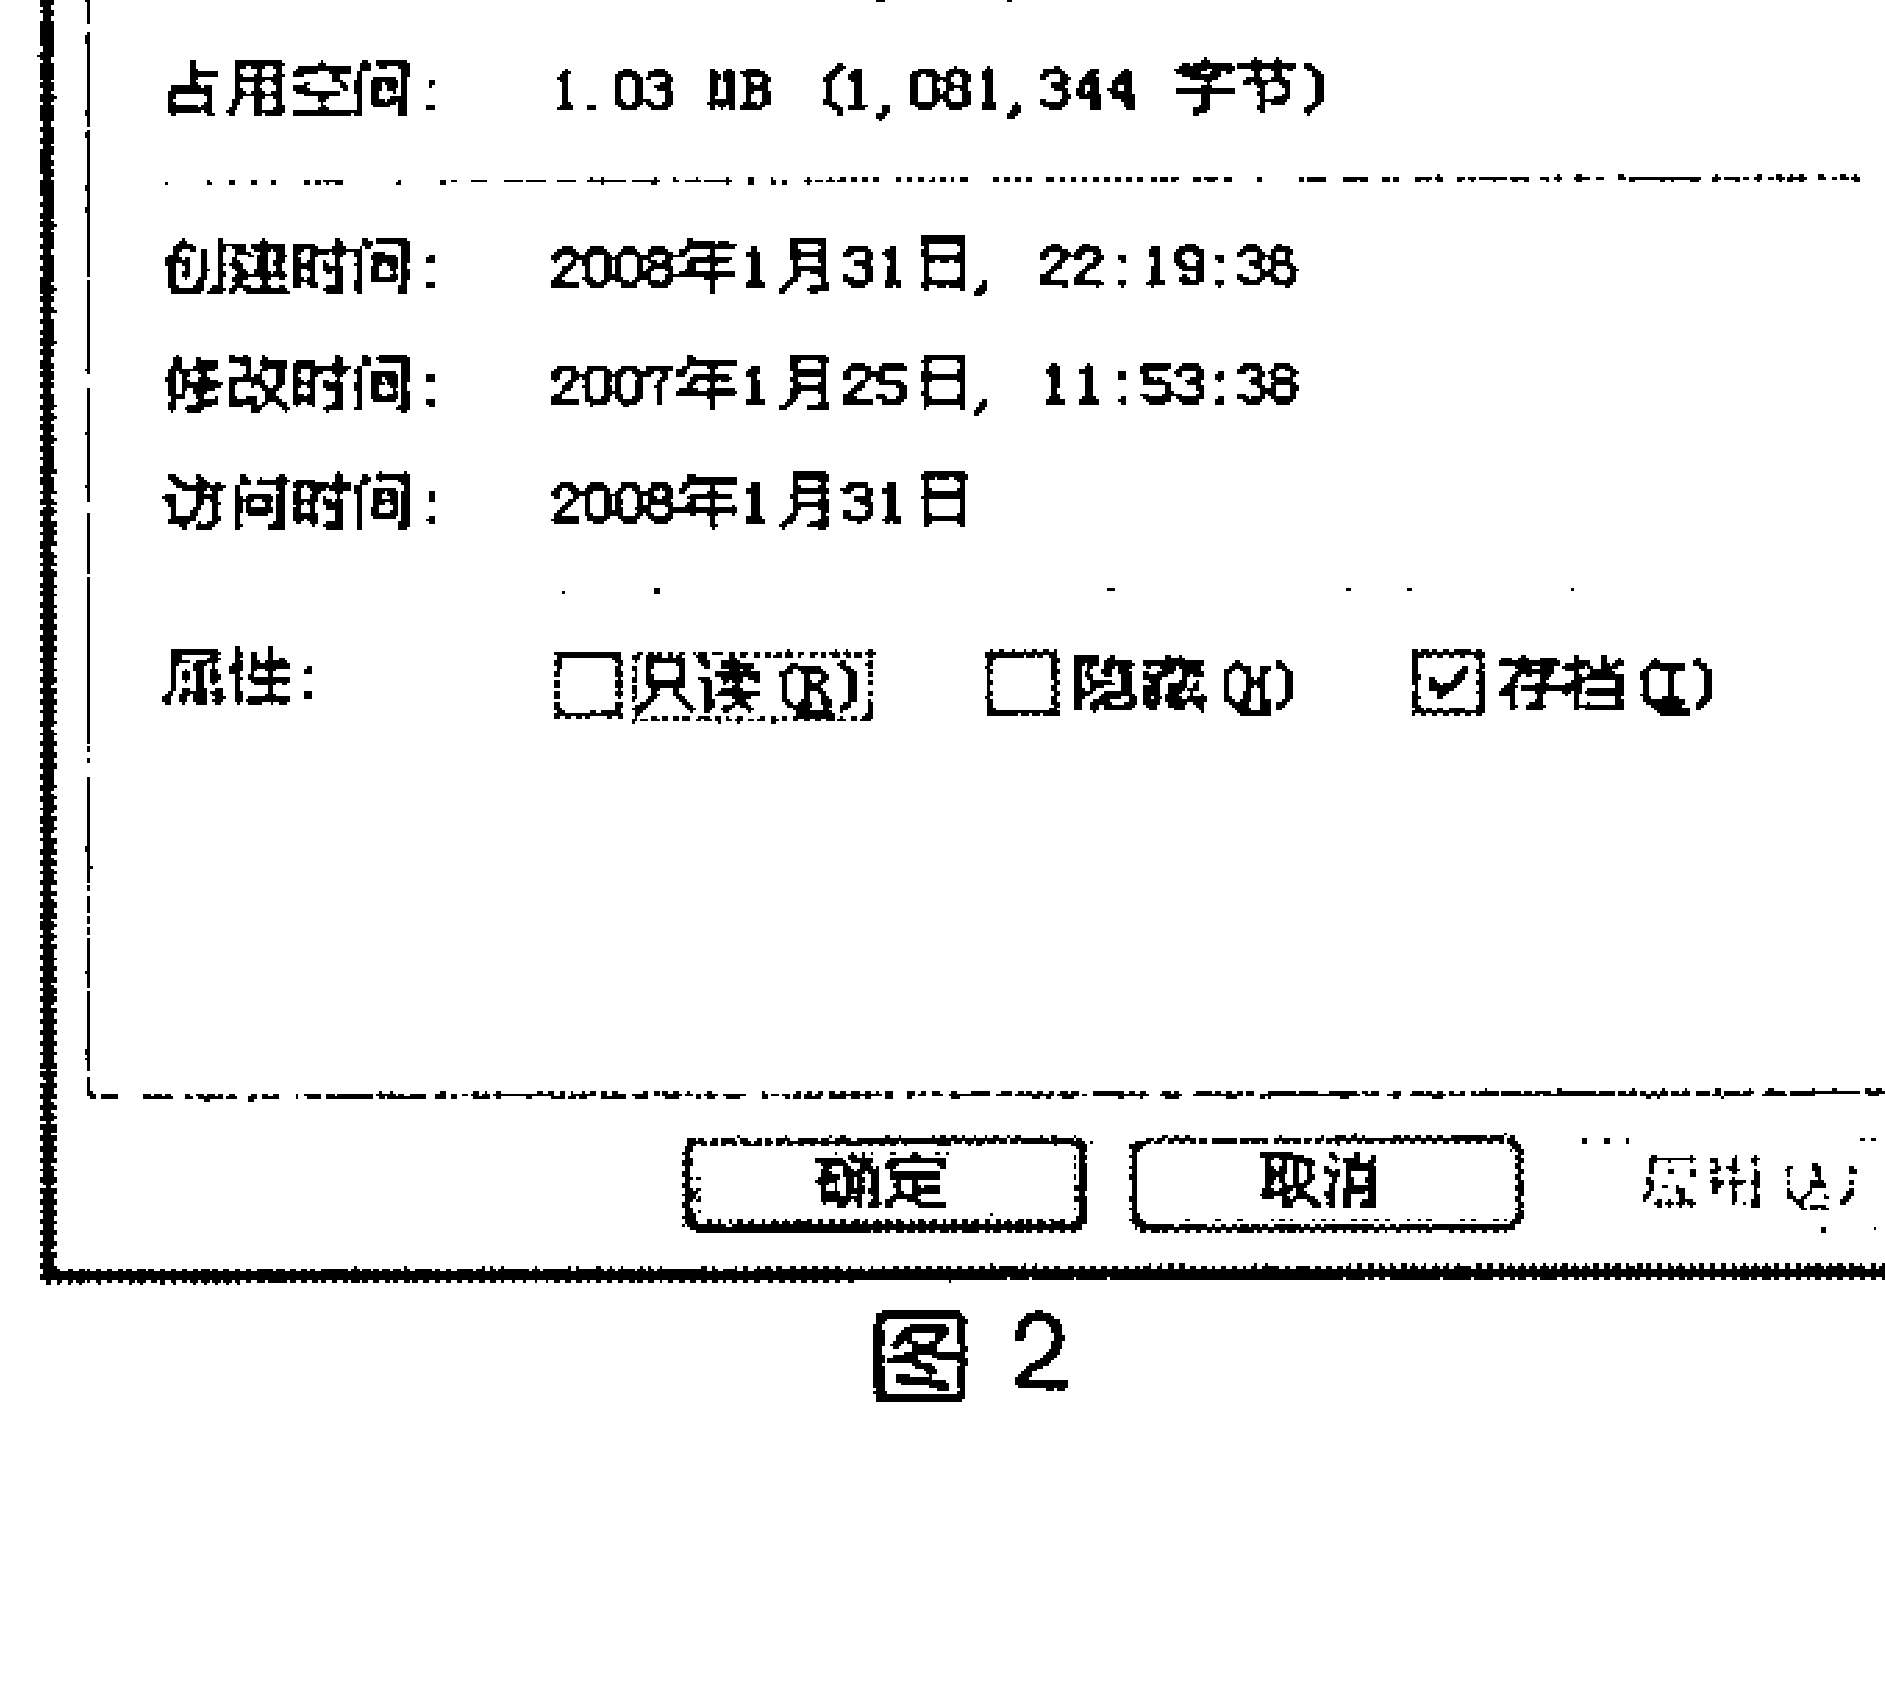 占用空间: 1.03 MB (1,081,344 字节)
创建时间: 2008年1月31日, 22:19:38
修改时间: 2007年1月25日, 11:53:38
访问时间: 2008年1月31日
属性: 只读(R) 隐藏(H) 存档(I)
确定 取消 应用(A)
图 2